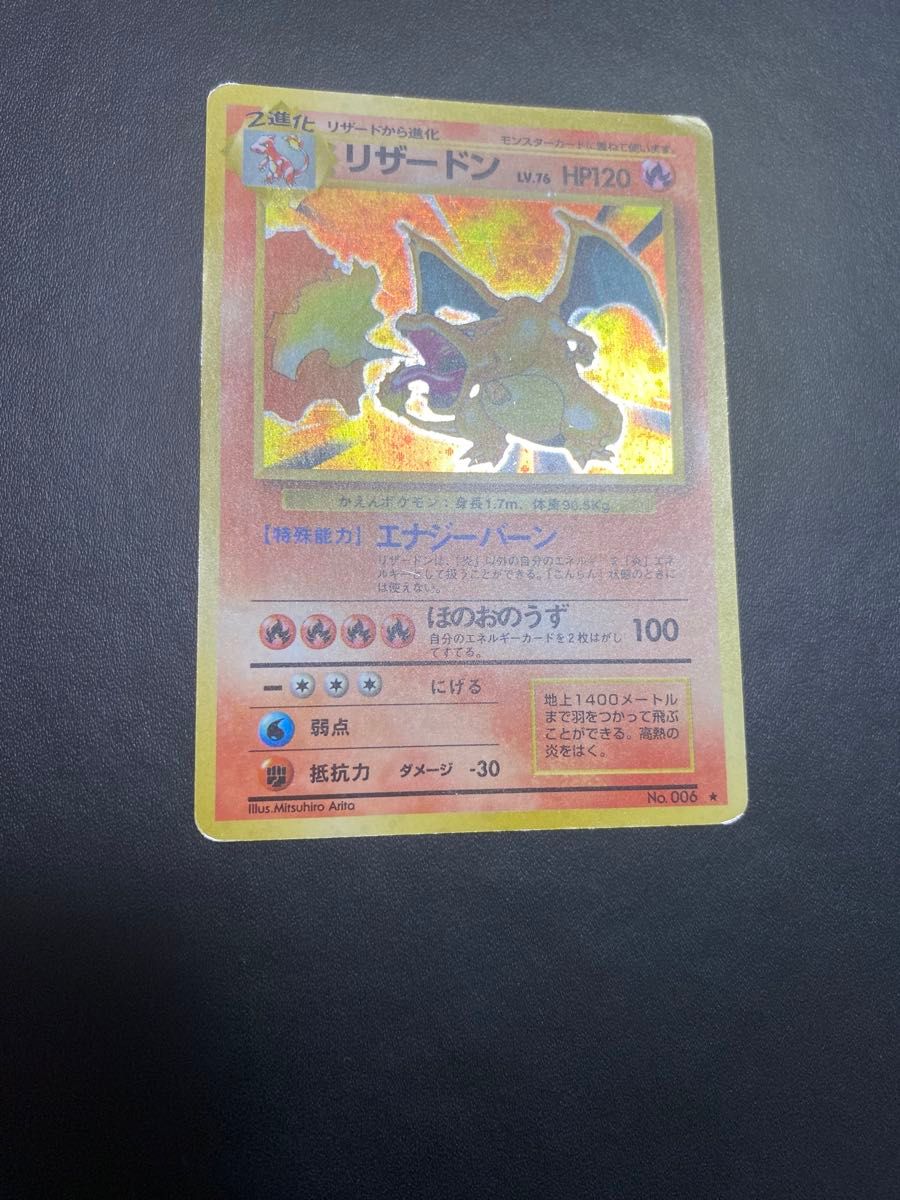 2進化
リザードから進化
モンスターカードに重ねて使います。
リザードン LV.76 HP120
かえんポケモン：身長1.7m、体重90.5Kg
【特殊能力】エナジーバーン
リザードンは、「炎」以外の自分のエネルギーを「炎」エネ
ルギーとして扱うことができる。「こんらん」状態のときに
は使えない。
ほのおのうず 100
自分のエネルギーカードを2枚はがし
てすてる。
にげる
弱点
抵抗力 ダメージ -30
地上1400メートル
まで羽をつかって飛ぶ
ことができる。高熱の
炎をはく。
Illus.Mitsuhiro Arita
No.006 ★